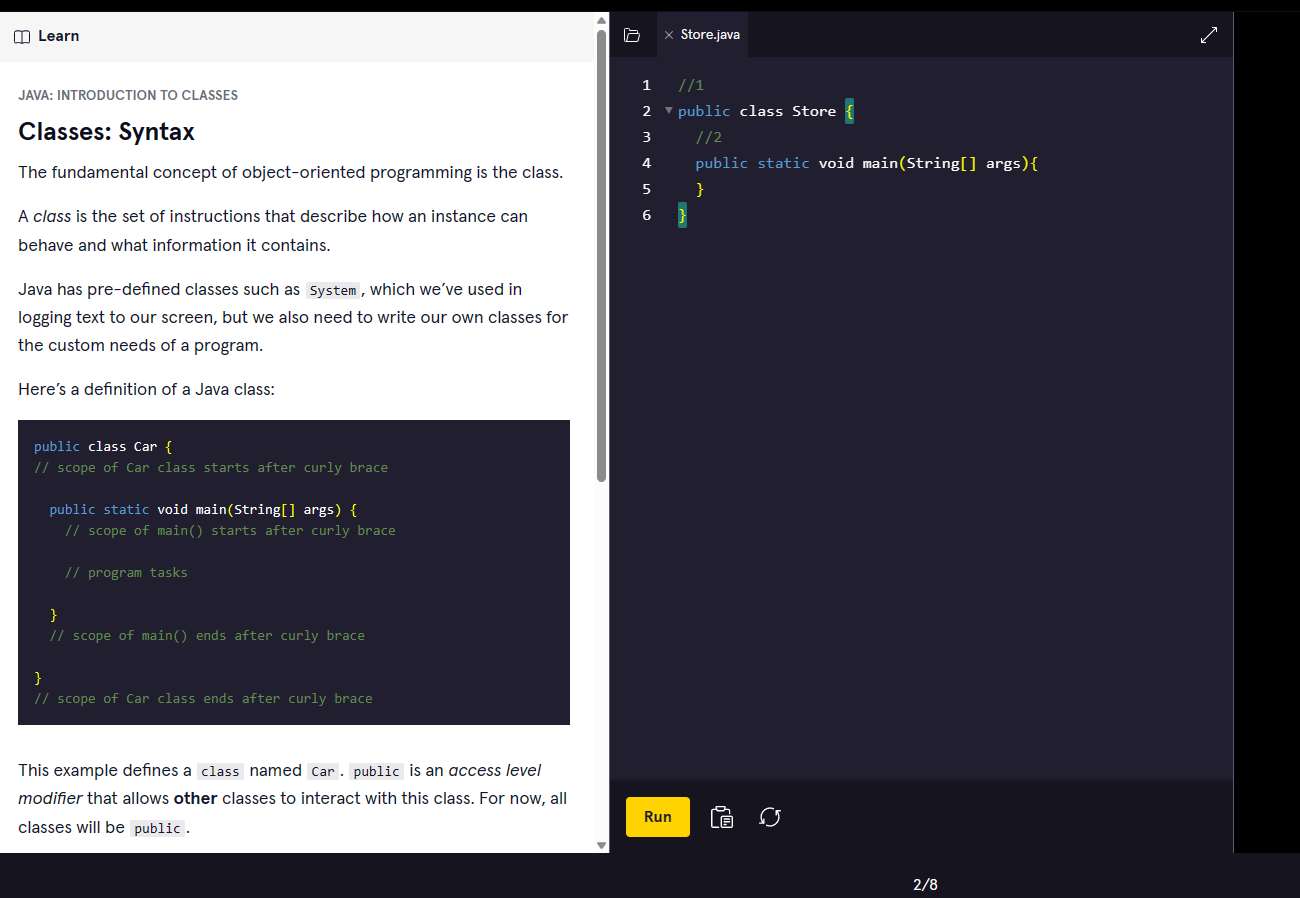 Learn
JAVA: INTRODUCTION TO CLASSES
Classes: Syntax
The fundamental concept of object-oriented programming is the class.
A class is the set of instructions that describe how an instance can
behave and what information it contains.
Java has pre-defined classes such as System, which we’ve used in
logging text to our screen, but we also need to write our own classes for
the custom needs of a program.
Here’s a definition of a Java class:
public class Car {
// scope of Car class starts after curly brace
public static void main(String[] args) {
// scope of main() starts after curly brace
// program tasks
}
// scope of main() ends after curly brace
}
// scope of Car class ends after curly brace
This example defines a class named Car. public is an access level
modifier that allows other classes to interact with this class. For now, all
classes will be public.
Store.java
1 //1
2 public class Store {
3 //2
4 public static void main(String[] args){
5 }
6 }
Run
2/8